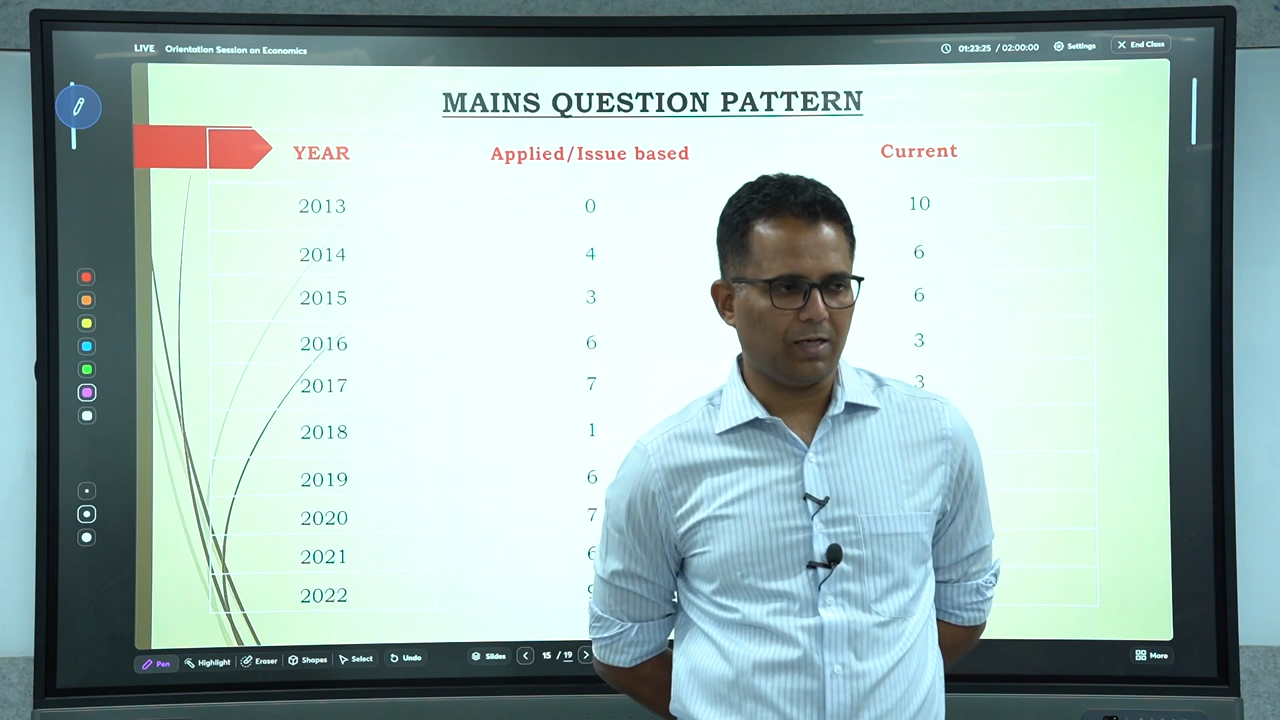 LIVE Orientation Session on Economics 01:23:25 / 02:00:00 Settings X End Class
MAINS QUESTION PATTERN
YEAR Applied/Issue based Current
2013 0 10
2014 4 6
2015 3 6
2016 6 3
2017 7 3
2018 1
2019 6
2020 7
2021 6
2022
Pen Highlight Eraser Shapes Select Undo Slides 15 / 19 More